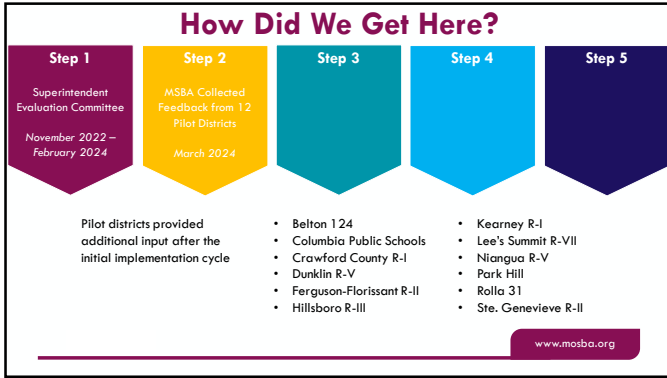 How Did We Get Here?
Step 1
Superintendent
Evaluation Committee
November 2022 –
February 2024
Step 2
MSBA Collected
Feedback from 12
Pilot Districts
March 2024
Step 3
Step 4
Step 5
Pilot districts provided
additional input after the
initial implementation cycle
• Belton 124
• Columbia Public Schools
• Crawford County R-I
• Dunklin R-V
• Ferguson-Florissant R-II
• Hillsboro R-III
• Kearney R-I
• Lee's Summit R-VII
• Niangua R-V
• Park Hill
• Rolla 31
• Ste. Genevieve R-II
www.mosba.org